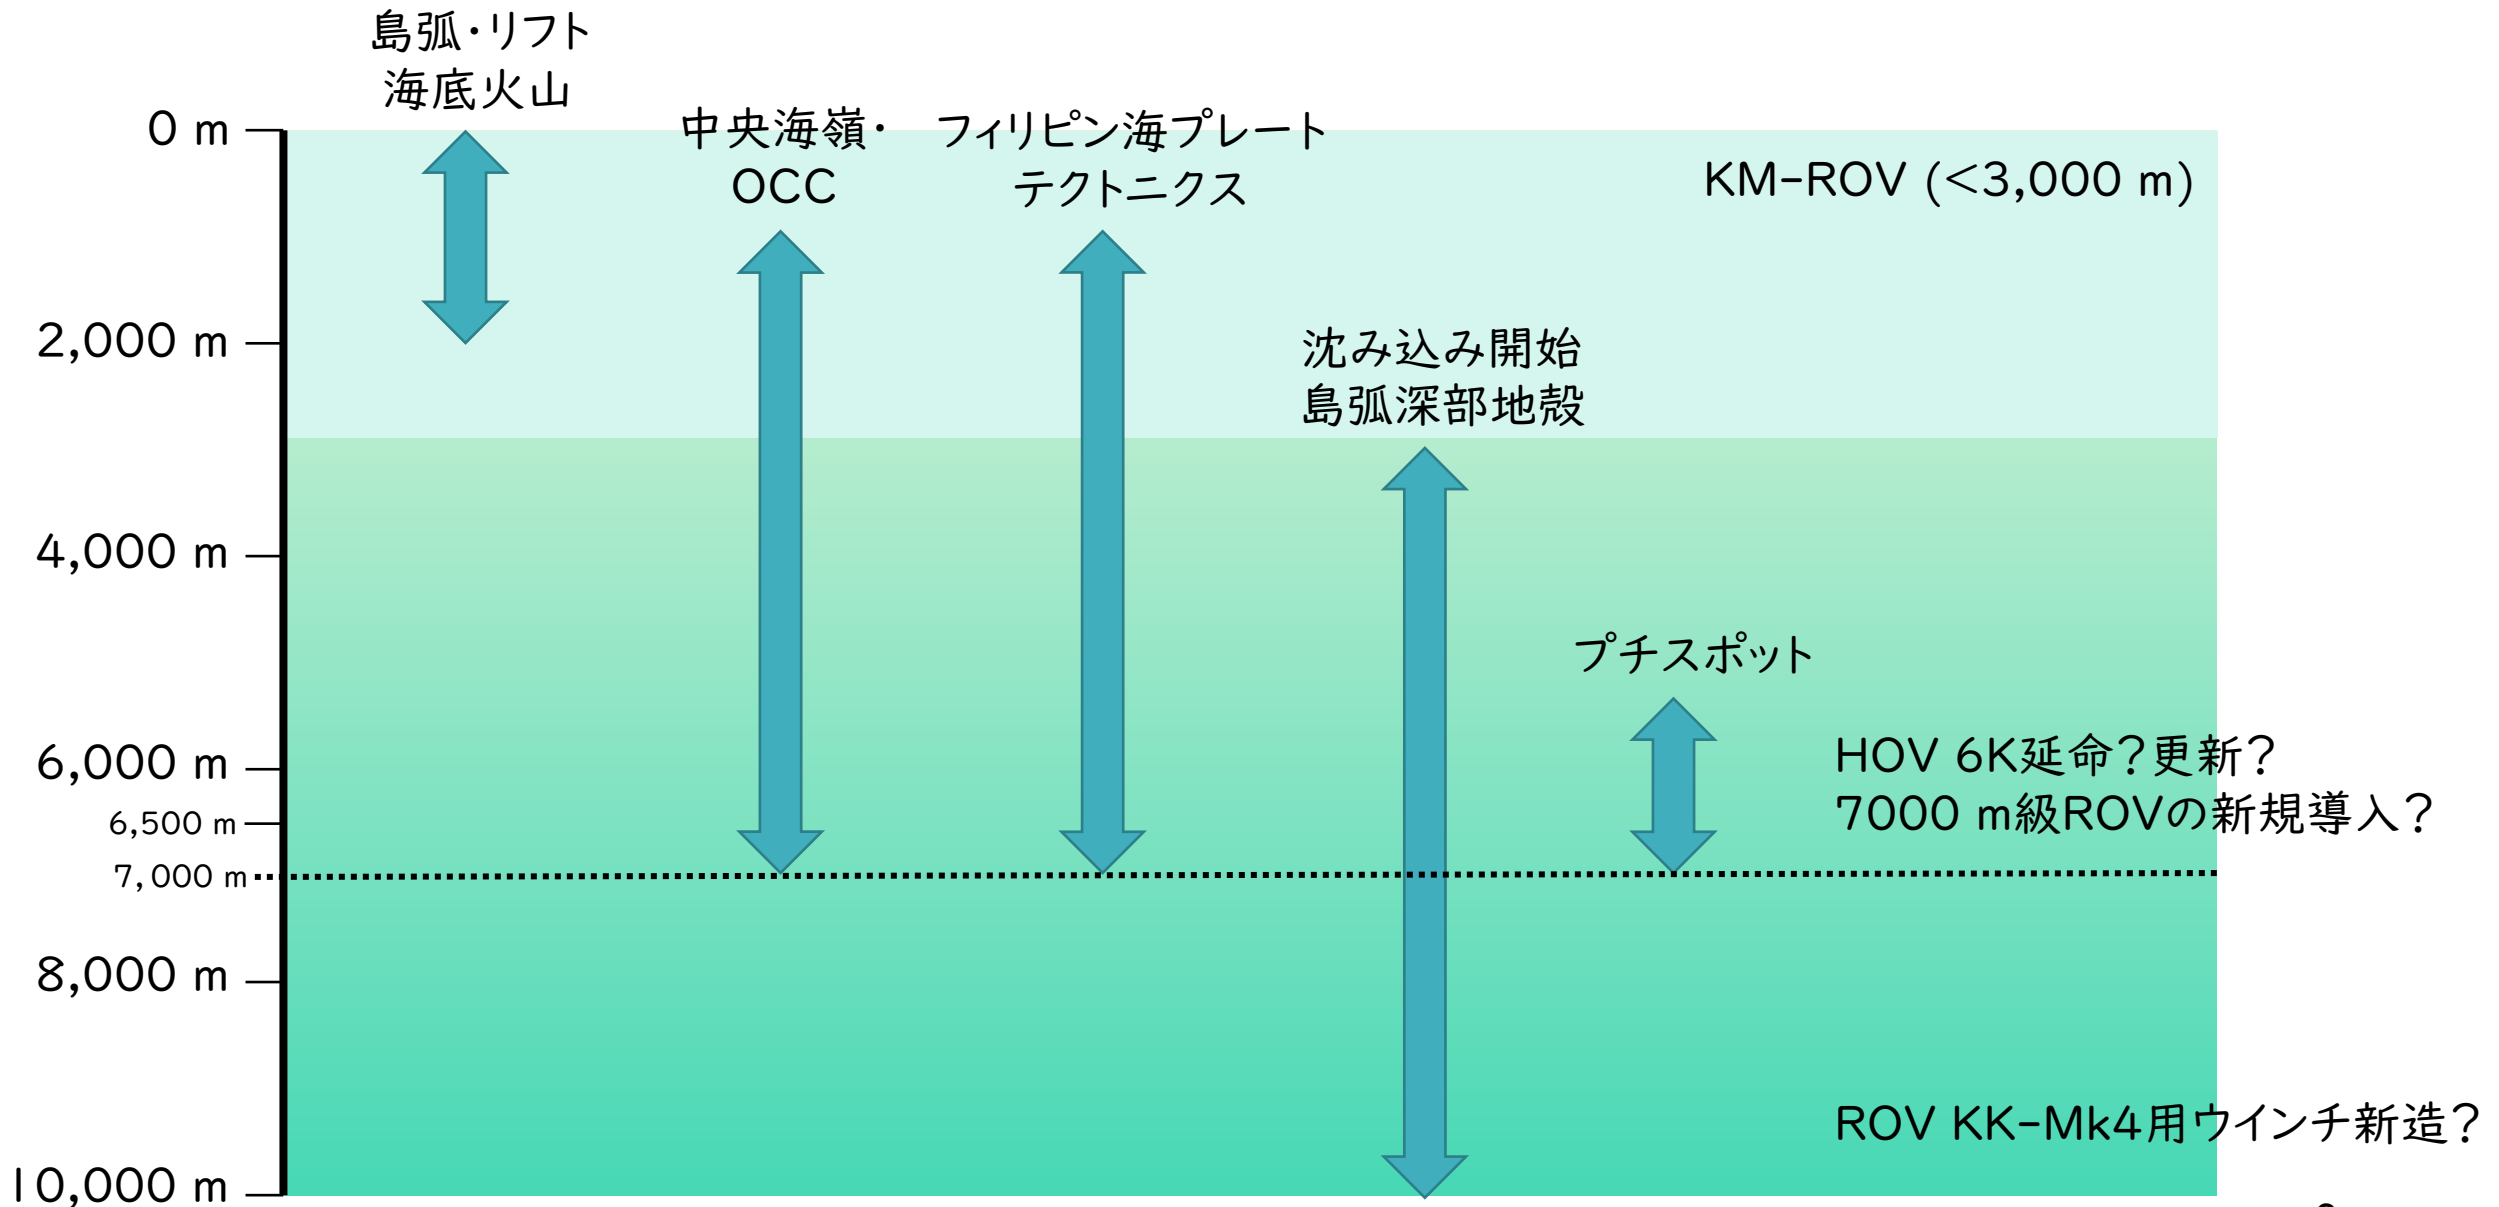 島弧・リフト
海底火山
中央海嶺・
OCC
フィリピン海プレート
テクトニクス
KM-ROV (<3,000 m)
沈み込みの開始
島弧深部地殻
プチスポット
HOV 6K延命？更新？
7000 m級ROVの新規導入？
ROV KK-Mk4用ウインチ新造？
0 m
2,000 m
4,000 m
6,000 m
6,500 m
7,000 m
8,000 m
10,000 m